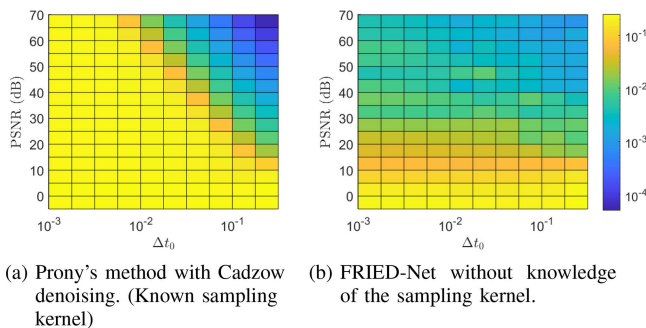 70
60
50
40
30
20
10
0
PSNR (dB)
10^-3
10^-2
10^-1
Δt₀
70
60
50
40
30
20
10
0
PSNR (dB)
10^-3
10^-2
10^-1
Δt₀
10^-1
10^-2
10^-3
10^-4
(a) Prony's method with Cadzow
denoising. (Known sampling
kernel)
(b) FRIED-Net without knowledge
of the sampling kernel.